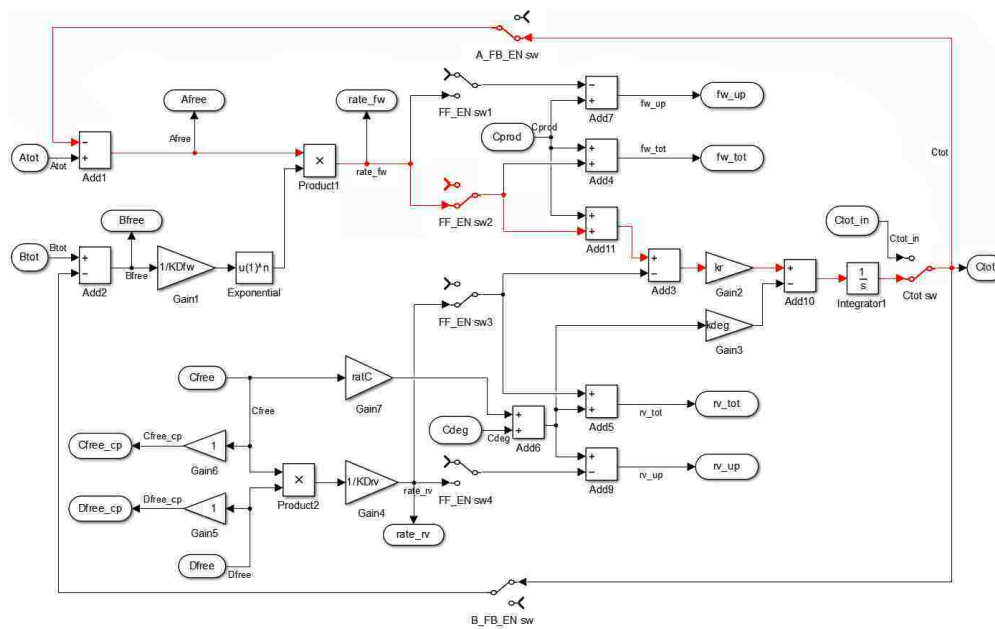 A_FB_EN sw
Afree
rate_fw
FF_EN sw1
Add7
fw_up
fw_up
Cprod
Cprod
Ctot
Atot
Atot
Add1
Afree
×
Product1
rate_fw
Add4
fw_tot
fw_tot
FF_EN sw2
Bfree
Add11
Ctot_in
Ctot_in
Btot
Btot
Add2
Bfree
1/KDfw
Gain1
u(1)^n
Exponential
Add3
kr
Gain2
Add10
1
s
Integrator1
Ctot sw
Ctot
FF_EN sw3
kdeg
Gain3
Cfree
Cfree
ratC
Gain7
Cdeg
Cdeg
Add6
Add5
rv_tot
rv_tot
Cfree_cp
Cfree_cp
1
Gain6
×
Product2
1/KDrv
Gain4
rate_rv
FF_EN sw4
Add9
rv_up
rv_up
Dfree_cp
Dfree_cp
1
Gain5
rate_rv
Dfree
Dfree
B_FB_EN sw